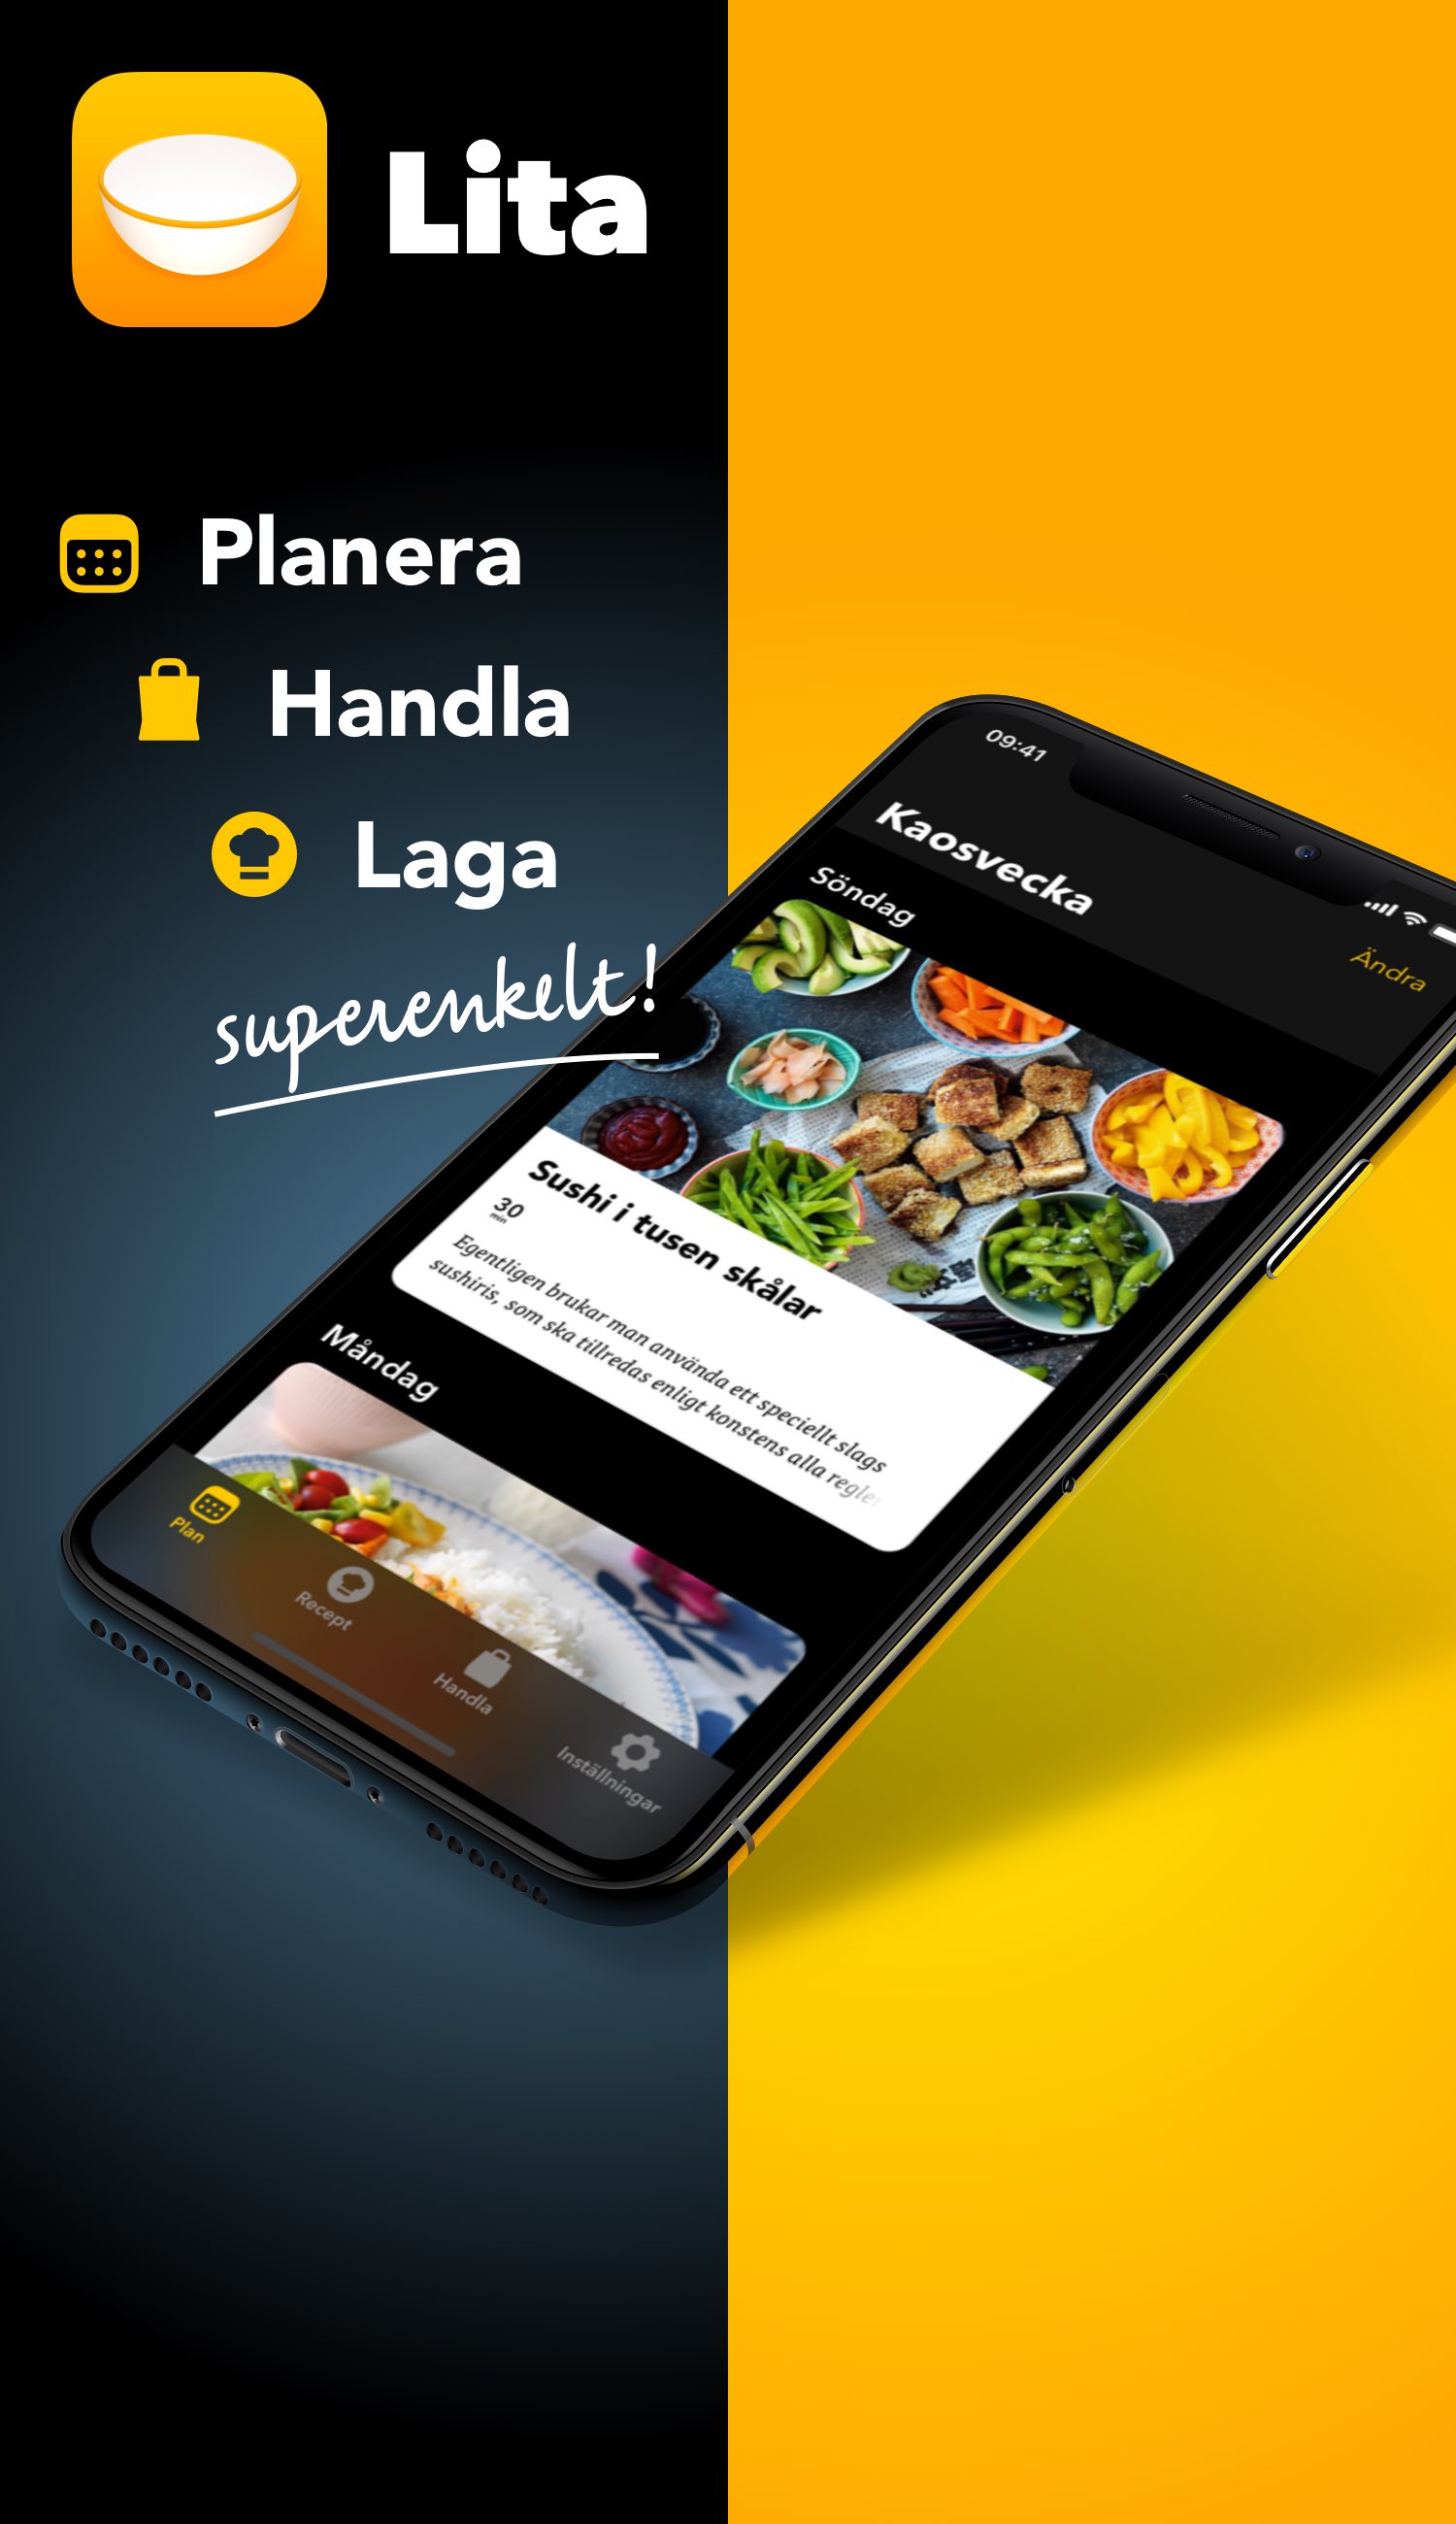 Lita
Planera
Handla
Laga
superenkelt!
09:41
Kaosvecka
Ändra
Söndag
Sushi i tusen skålar
30
min
Egentligen brukar man använda ett speciellt slags
sushiris, som ska tillredas enligt konstens alla regler
Måndag
Plan
Recept
Handla
Inställningar